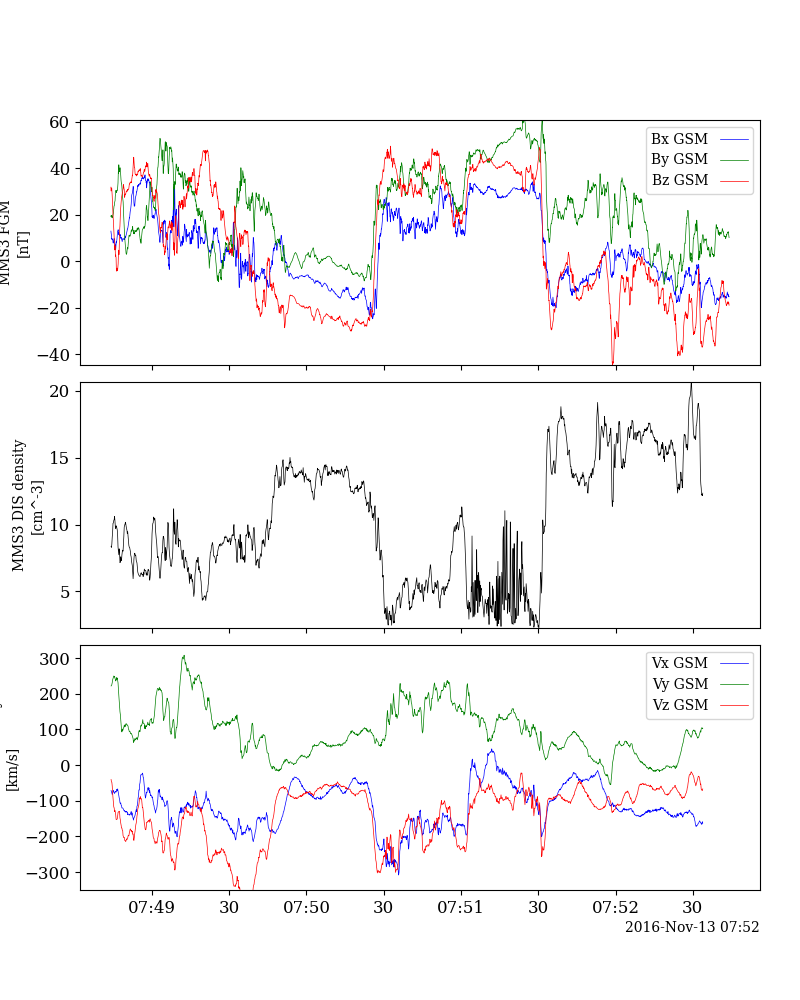 60
40
20
0
−20
−40
MMS3 FGM
[nT]
Bx GSM
By GSM
Bz GSM
20
15
10
5
MMS3 DIS density
[cm^-3]
300
200
100
0
−100
−200
−300
[km/s]
Vx GSM
Vy GSM
Vz GSM
07:49 30 07:50 30 07:51 30 07:52 30
2016-Nov-13 07:52